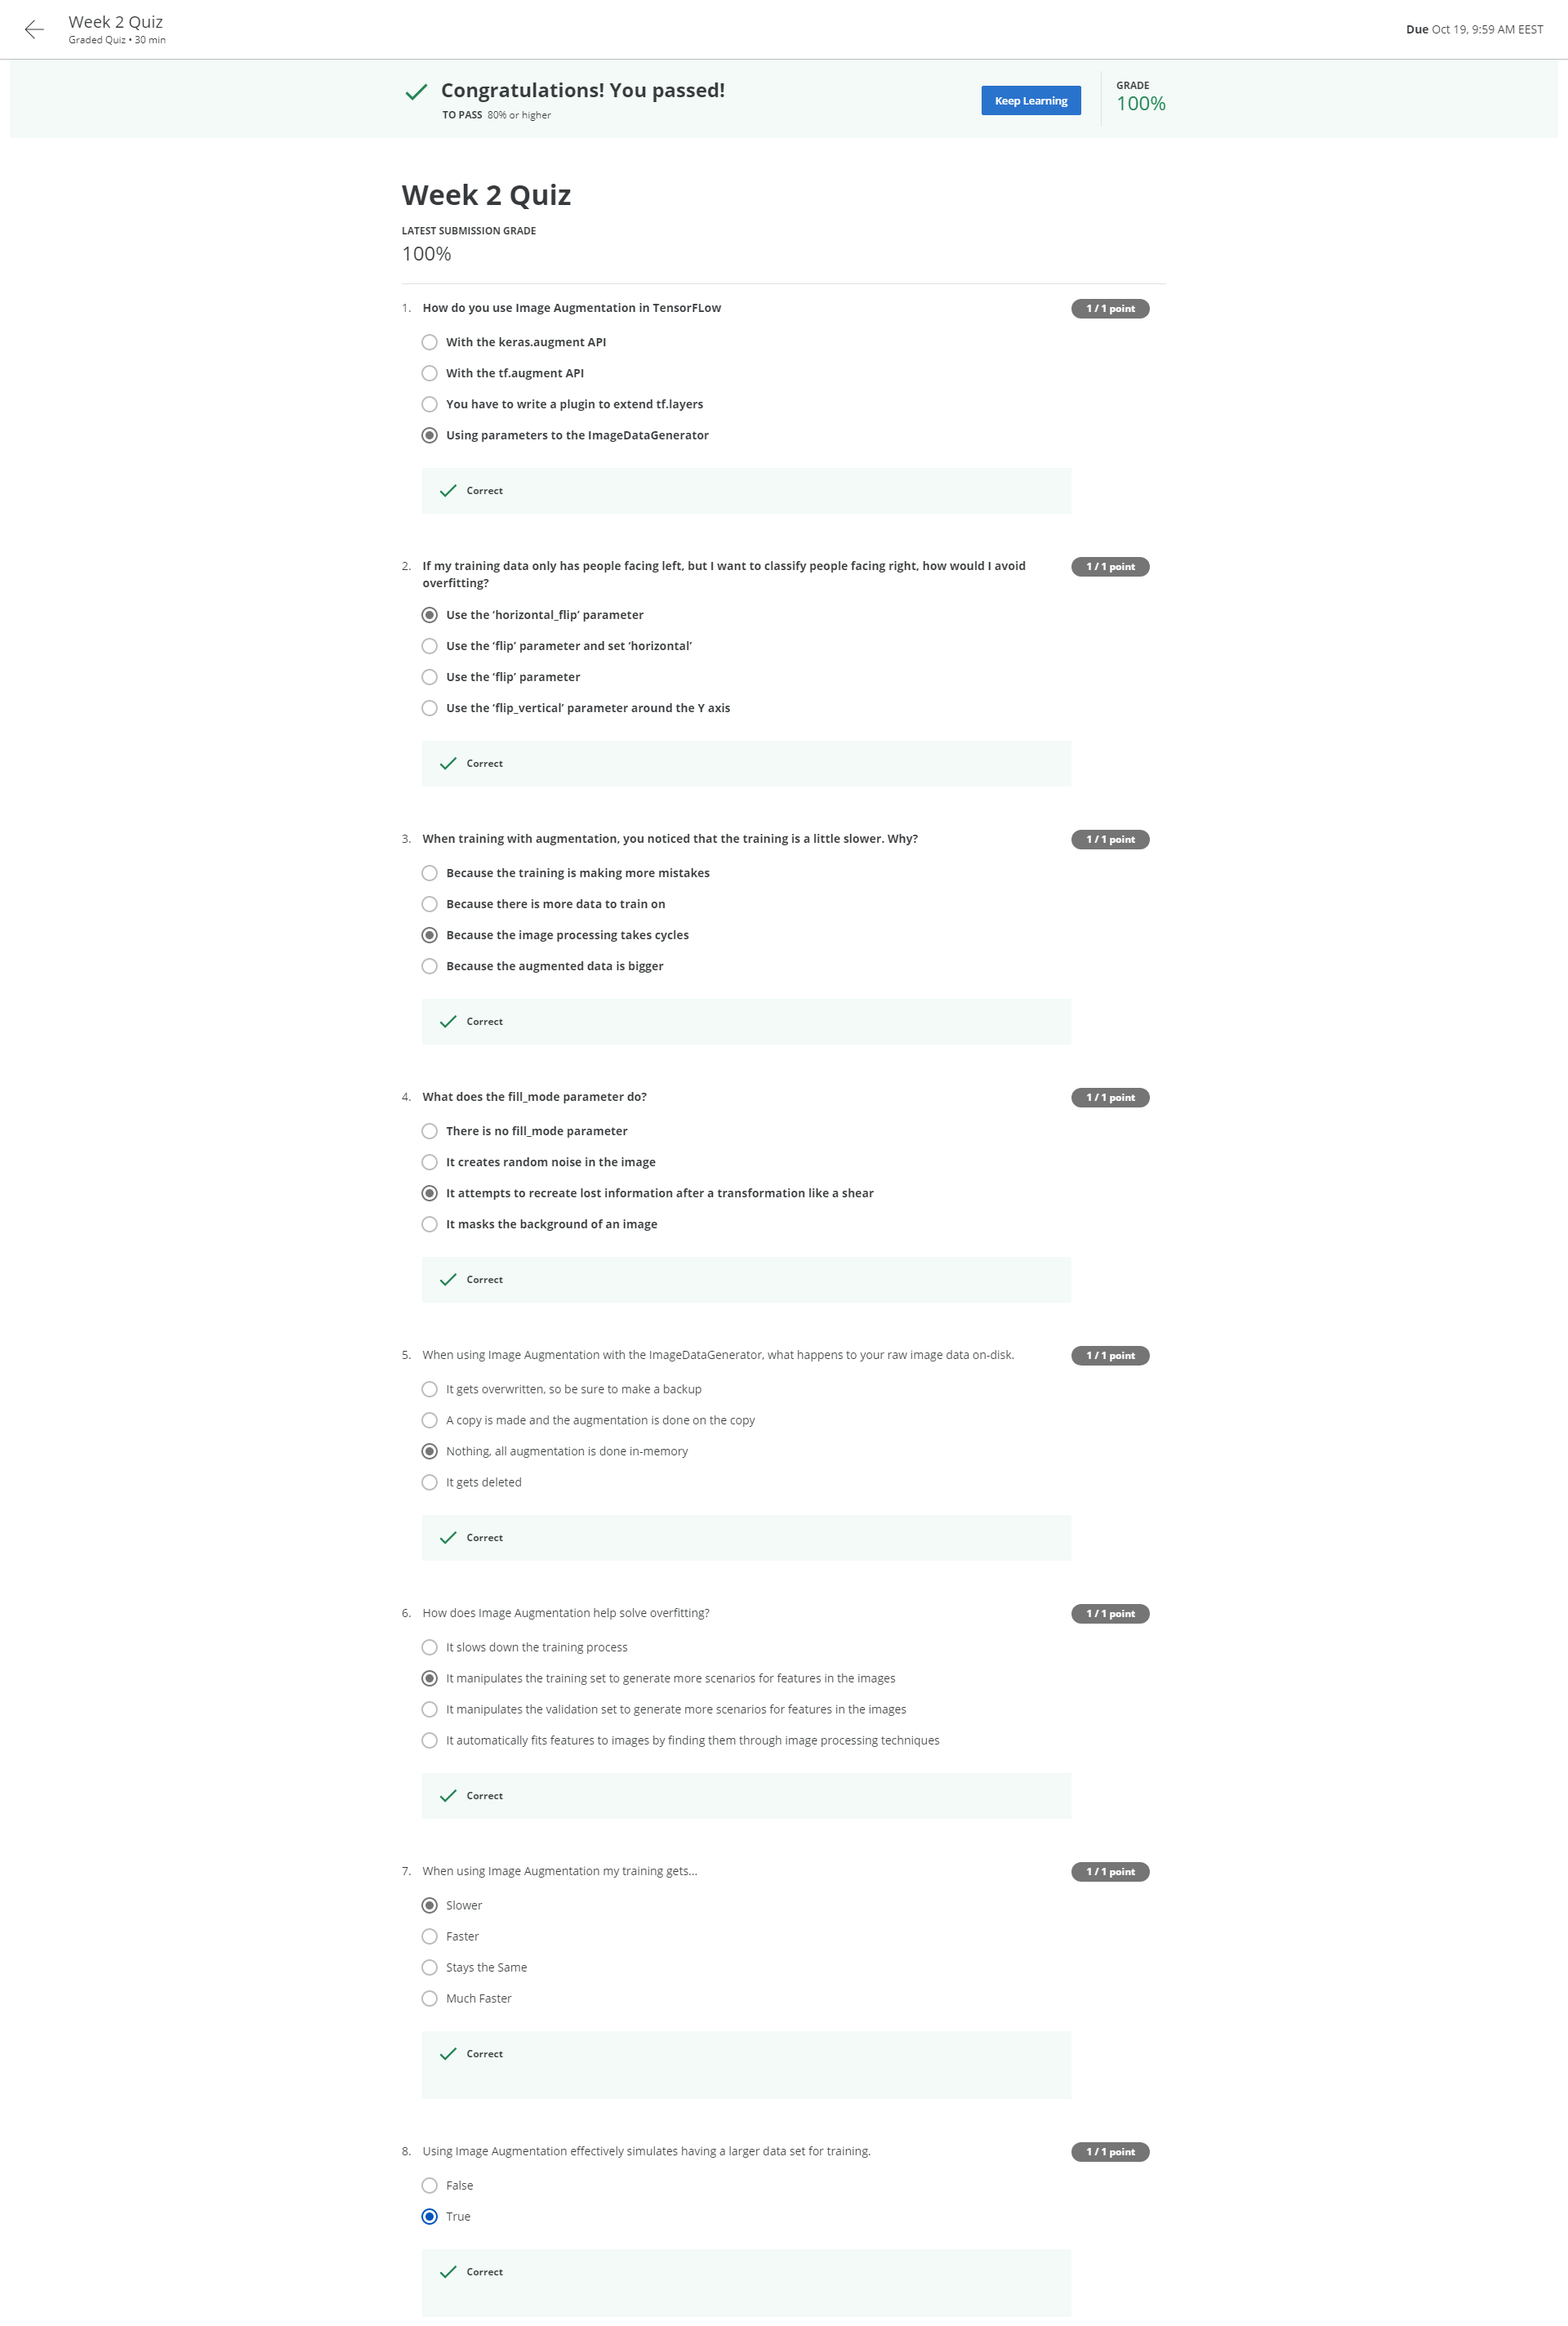 Week 2 Quiz
Graded Quiz • 30 min
Due Oct 19, 9:59 AM EEST
Congratulations! You passed!
TO PASS 80% or higher
Keep Learning
GRADE
100%
Week 2 Quiz
LATEST SUBMISSION GRADE
100%
1. How do you use Image Augmentation in TensorFLow
1 / 1 point
With the keras.augment API
With the tf.augment API
You have to write a plugin to extend tf.layers
Using parameters to the ImageDataGenerator
Correct
2. If my training data only has people facing left, but I want to classify people facing right, how would I avoid
overfitting?
1 / 1 point
Use the ‘horizontal_flip’ parameter
Use the ‘flip’ parameter and set ‘horizontal’
Use the ‘flip’ parameter
Use the ‘flip_vertical’ parameter around the Y axis
Correct
3. When training with augmentation, you noticed that the training is a little slower. Why?
1 / 1 point
Because the training is making more mistakes
Because there is more data to train on
Because the image processing takes cycles
Because the augmented data is bigger
Correct
4. What does the fill_mode parameter do?
1 / 1 point
There is no fill_mode parameter
It creates random noise in the image
It attempts to recreate lost information after a transformation like a shear
It masks the background of an image
Correct
5. When using Image Augmentation with the ImageDataGenerator, what happens to your raw image data on-disk.
1 / 1 point
It gets overwritten, so be sure to make a backup
A copy is made and the augmentation is done on the copy
Nothing, all augmentation is done in-memory
It gets deleted
Correct
6. How does Image Augmentation help solve overfitting?
1 / 1 point
It slows down the training process
It manipulates the training set to generate more scenarios for features in the images
It manipulates the validation set to generate more scenarios for features in the images
It automatically fits features to images by finding them through image processing techniques
Correct
7. When using Image Augmentation my training gets...
1 / 1 point
Slower
Faster
Stays the Same
Much Faster
Correct
8. Using Image Augmentation effectively simulates having a larger data set for training.
1 / 1 point
False
True
Correct